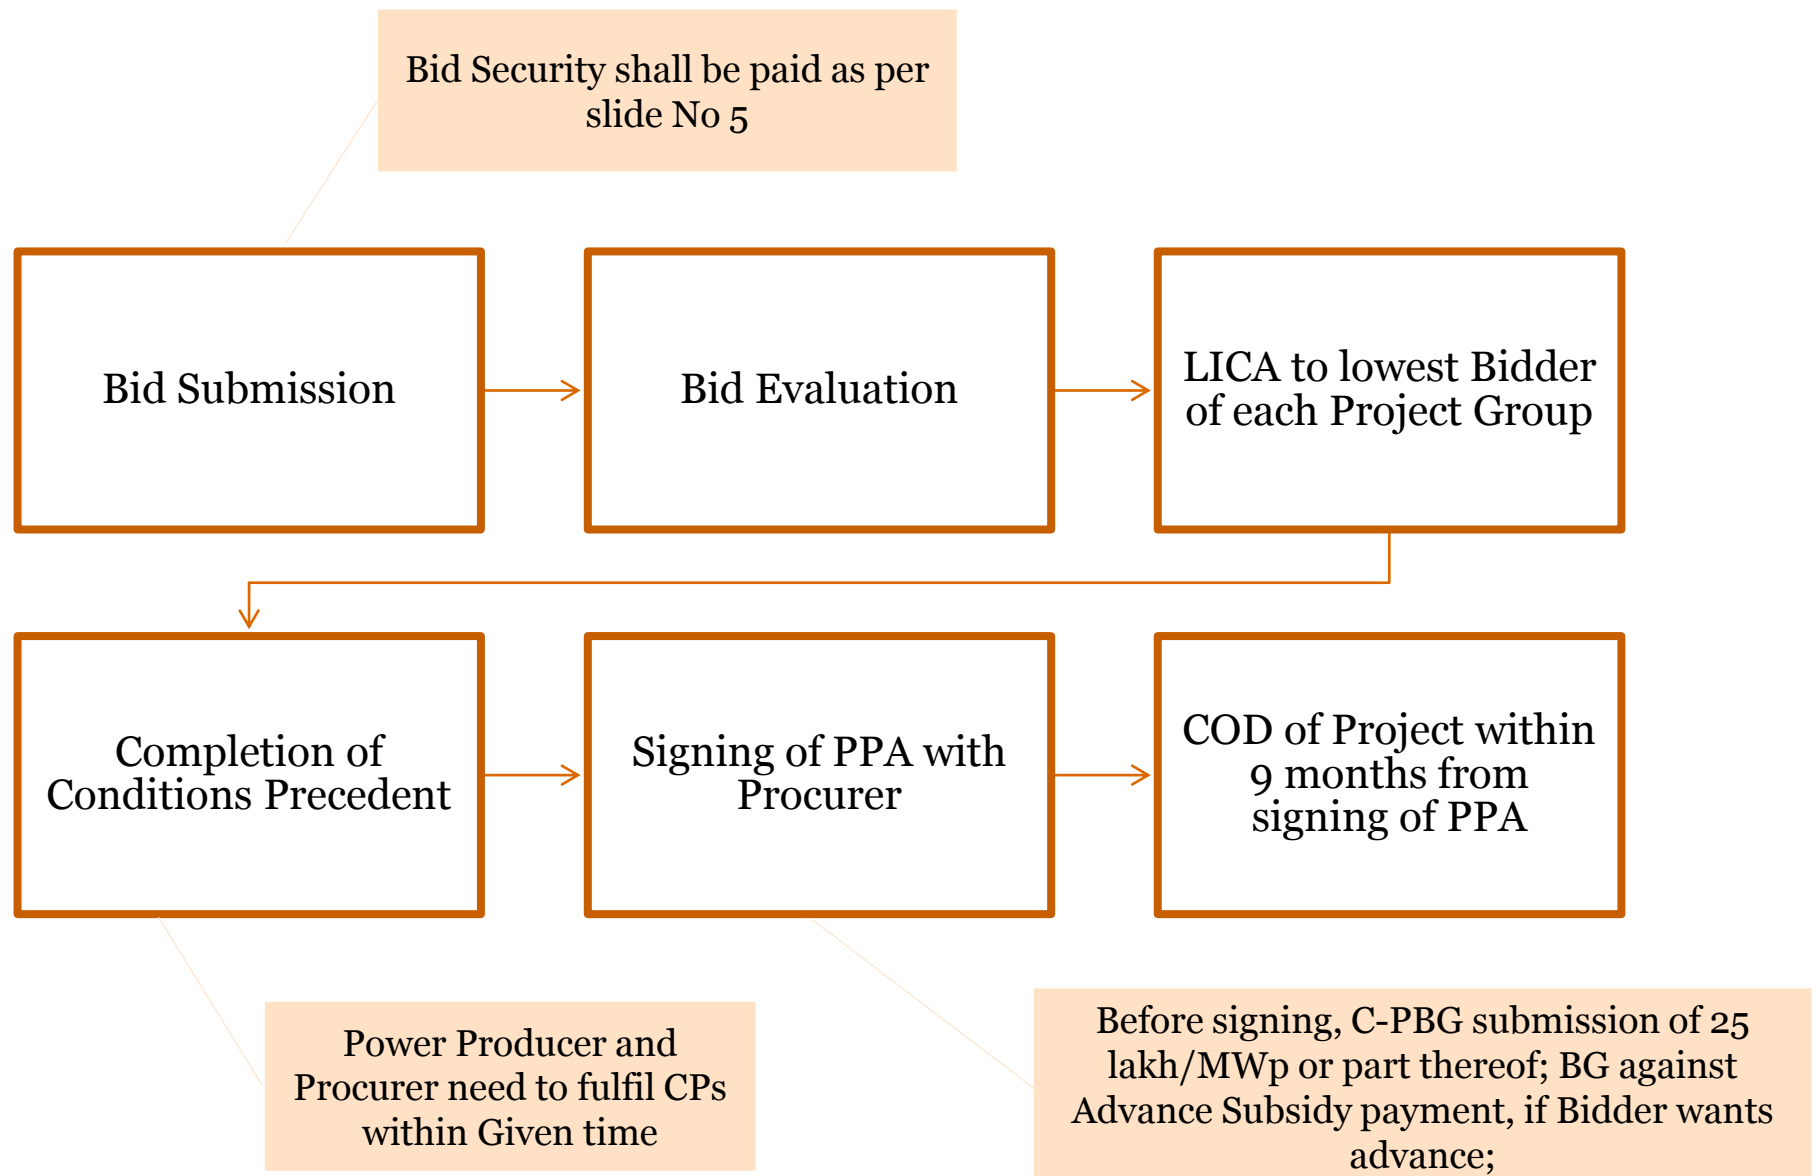 Bid Security shall be paid as per
slide No 5
Bid Submission
Bid Evaluation
LICA to lowest Bidder
of each Project Group
Completion of
Conditions Precedent
Signing of PPA with
Procurer
COD of Project within
9 months from
signing of PPA
Power Producer and
Procurer need to fulfil CPs
within Given time
Before signing, C-PBG submission of 25
lakh/MWp or part thereof; BG against
Advance Subsidy payment, if Bidder wants
advance;